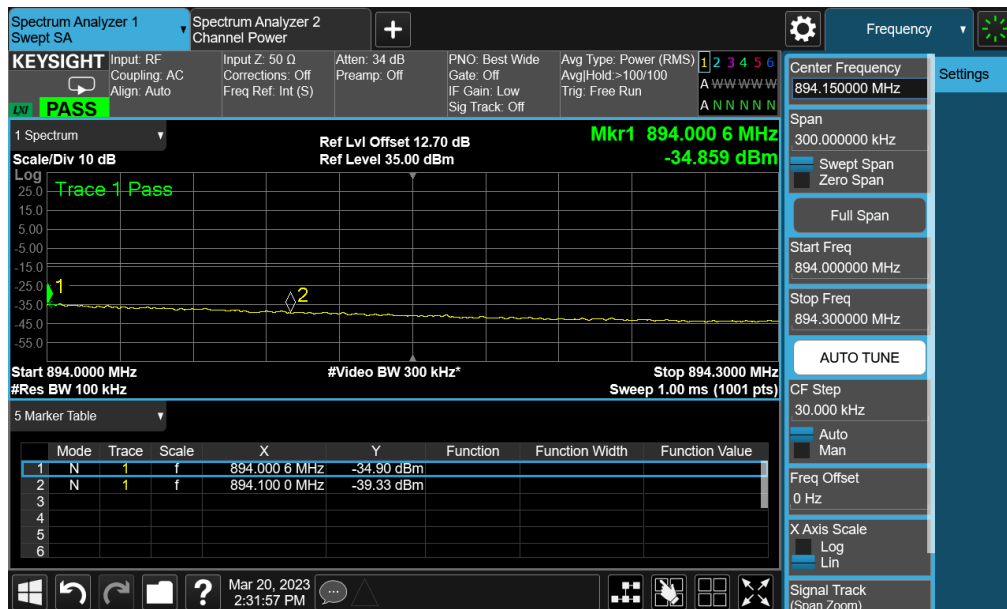 Spectrum Analyzer 1
Swept SA
Spectrum Analyzer 2
Channel Power
+
Frequency
KEYSIGHT
Input: RF
Coupling: AC
Align: Auto
Input Z: 50 Ω
Corrections: Off
Freq Ref: Int (S)
Atten: 34 dB
Preamp: Off
PNO: Best Wide
Gate: Off
IF Gain: Low
Sig Track: Off
Avg Type: Power (RMS)
Avg|Hold:>100/100
Trig: Free Run
1 2 3 4 5 6
A W W W W W
A N N N N N
LXI
PASS
1 Spectrum
Scale/Div 10 dB
Ref Lvl Offset 12.70 dB
Ref Level 35.00 dBm
Mkr1 894.000 6 MHz
-34.859 dBm
Log
Trace 1 Pass
25.0
15.0
5.00
-5.00
-15.0
-25.0
-35.0
-45.0
-55.0
1
2
Start 894.0000 MHz
#Res BW 100 kHz
#Video BW 300 kHz*
Stop 894.3000 MHz
Sweep 1.00 ms (1001 pts)
5 Marker Table
Mode Trace Scale X Y Function Function Width Function Value
1 N 1 f 894.000 6 MHz -34.90 dBm
2 N 1 f 894.100 0 MHz -39.33 dBm
3
4
5
6
?
Mar 20, 2023
2:31:57 PM
Center Frequency
894.150000 MHz
Settings
Span
300.000000 kHz
Swept Span
Zero Span
Full Span
Start Freq
894.000000 MHz
Stop Freq
894.300000 MHz
AUTO TUNE
CF Step
30.000 kHz
Auto
Man
Freq Offset
0 Hz
X Axis Scale
Log
Lin
Signal Track
(Span Zoom)